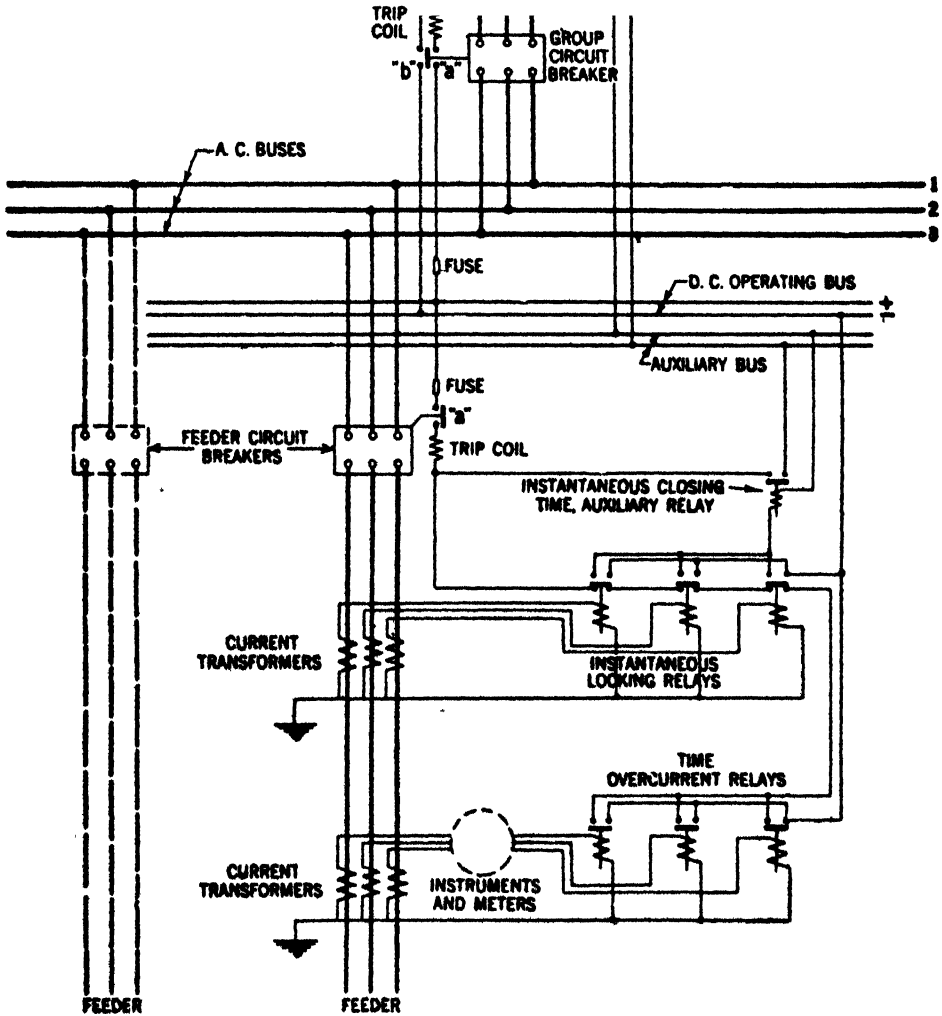 TRIP
COIL
"b" "a"
GROUP
CIRCUIT
BREAKER
A. C. BUSES
1
2
3
FUSE
D. C. OPERATING BUS
+
-
AUXILIARY BUS
FUSE
"a"
FEEDER CIRCUIT
BREAKERS
TRIP COIL
INSTANTANEOUS CLOSING
TIME, AUXILIARY RELAY
CURRENT
TRANSFORMERS
INSTANTANEOUS
LOCKING RELAYS
TIME
OVERCURRENT RELAYS
CURRENT
TRANSFORMERS
INSTRUMENTS
AND METERS
FEEDER
FEEDER